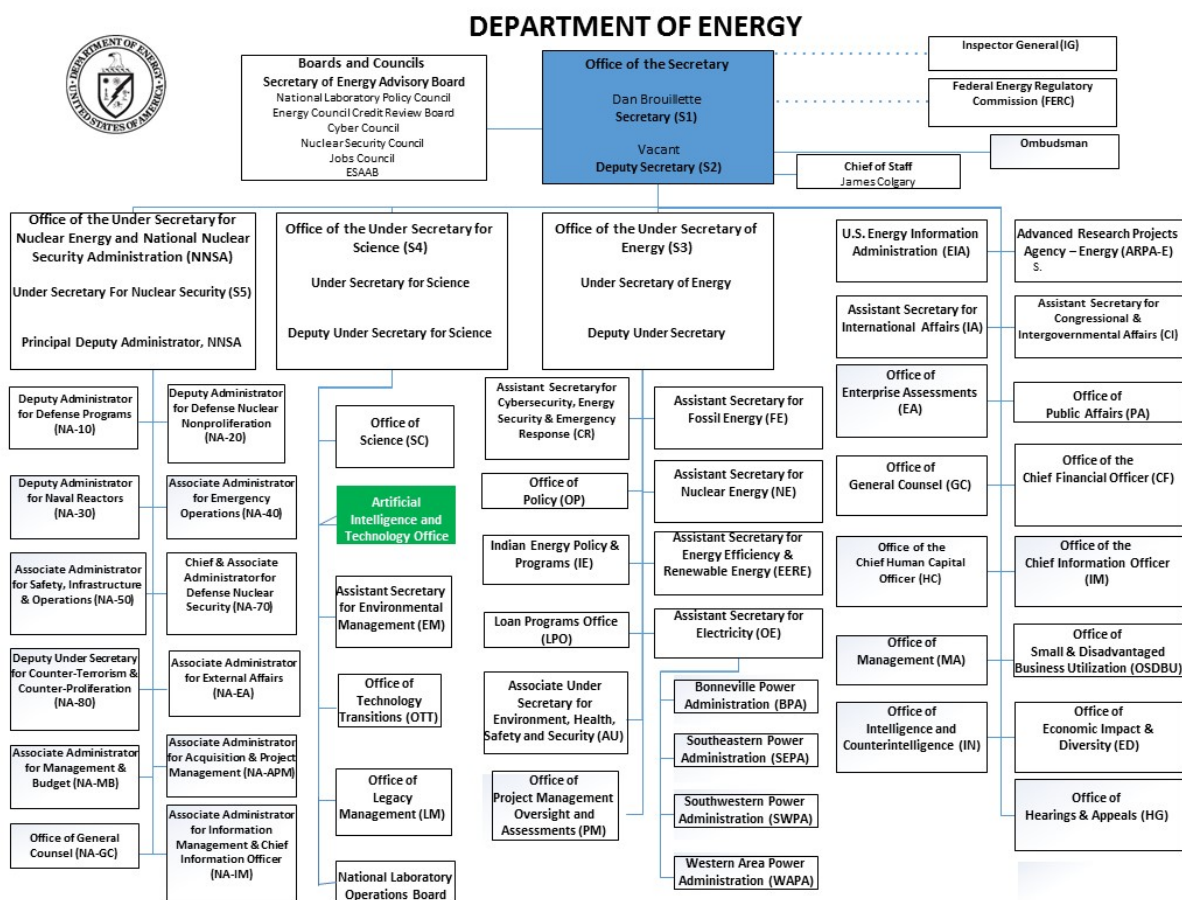 DEPARTMENT OF ENERGY
DEPARTMENT OF ENERGY
UNITED STATES OF AMERICA
Boards and Councils
Secretary of Energy Advisory Board
National Laboratory Policy Council
Energy Council Credit Review Board
Cyber Council
Nuclear Security Council
Jobs Council
ESAAB
Office of the Secretary
Dan Brouillette
Secretary (S1)
Vacant
Deputy Secretary (S2)
Inspector General (IG)
Federal Energy Regulatory
Commission (FERC)
Ombudsman
Chief of Staff
James Colgary
Office of the Under Secretary for
Nuclear Energy and National Nuclear
Security Administration (NNSA)
Under Secretary For Nuclear Security (S5)
Principal Deputy Administrator, NNSA
Office of the Under Secretary for
Science (S4)
Under Secretary for Science
Deputy Under Secretary for Science
Office of the Under Secretary of
Energy (S3)
Under Secretary of Energy
Deputy Under Secretary
U.S. Energy Information
Administration (EIA)
Advanced Research Projects
Agency – Energy (ARPA-E)
S.
Assistant Secretary for
International Affairs (IA)
Assistant Secretary for
Congressional &
Intergovernmental Affairs (CI)
Office of
Enterprise Assessments
(EA)
Office of
Public Affairs (PA)
Office of
General Counsel (GC)
Office of the
Chief Financial Officer (CF)
Office of the
Chief Human Capital
Officer (HC)
Office of the
Chief Information Officer
(IM)
Office of
Management (MA)
Office of
Small & Disadvantaged
Business Utilization (OSDBU)
Office of
Intelligence and
Counterintelligence (IN)
Office of
Economic Impact &
Diversity (ED)
Office of
Hearings & Appeals (HG)
Deputy Administrator
for Defense Programs
(NA-10)
Deputy Administrator
for Defense Nuclear
Nonproliferation
(NA-20)
Deputy Administrator
for Naval Reactors
(NA-30)
Associate Administrator
for Emergency
Operations (NA-40)
Associate Administrator
for Safety, Infrastructure
& Operations (NA-50)
Chief & Associate
Administrator for
Defense Nuclear
Security (NA-70)
Deputy Under Secretary
for Counter-Terrorism &
Counter-Proliferation
(NA-80)
Associate Administrator
for External Affairs
(NA-EA)
Associate Administrator
for Management &
Budget (NA-MB)
Associate Administrator
for Acquisition & Project
Management (NA-APM)
Office of General
Counsel (NA-GC)
Associate Administrator
for Information
Management & Chief
Information Officer
(NA-IM)
Office of
Science (SC)
Artificial
Intelligence and
Technology Office
Assistant Secretary
for Environmental
Management (EM)
Office of
Technology
Transitions (OTT)
Office of
Legacy
Management (LM)
National Laboratory
Operations Board
Assistant Secretary for
Cybersecurity, Energy
Security & Emergency
Response (CR)
Assistant Secretary for
Fossil Energy (FE)
Office of
Policy (OP)
Assistant Secretary for
Nuclear Energy (NE)
Indian Energy Policy &
Programs (IE)
Assistant Secretary for
Energy Efficiency &
Renewable Energy (EERE)
Loan Programs Office
(LPO)
Assistant Secretary for
Electricity (OE)
Associate Under
Secretary for
Environment, Health,
Safety and Security (AU)
Office of
Project Management
Oversight and
Assessments (PM)
Bonneville Power
Administration (BPA)
Southeastern Power
Administration (SEPA)
Southwestern Power
Administration (SWPA)
Western Area Power
Administration (WAPA)